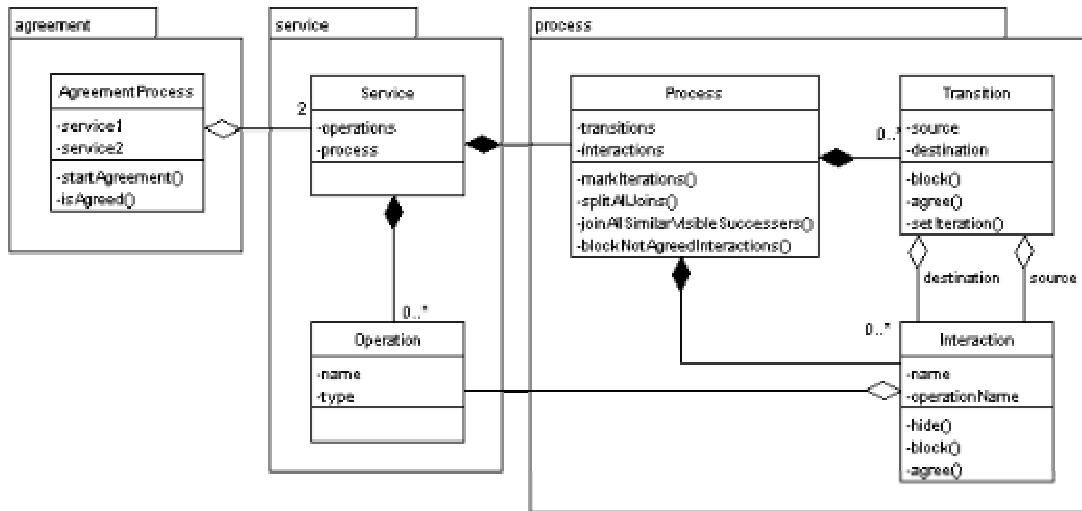 agreement
AgreementProcess
-service1
-service2
-startAgreement()
-isAgreed()
service
2
Service
-operations
-process
0..*
Operation
-name
-type
process
Process
-transitions
-interactions
-markIterations()
-splitAllJoins()
-joinAllSimilarVisibleSuccessers()
-blockNotAgreedInteractions()
0..*
Transition
-source
-destination
-block()
-agree()
-setIteration()
destination
source
0..*
Interaction
-name
-operationName
-hide()
-block()
-agree()